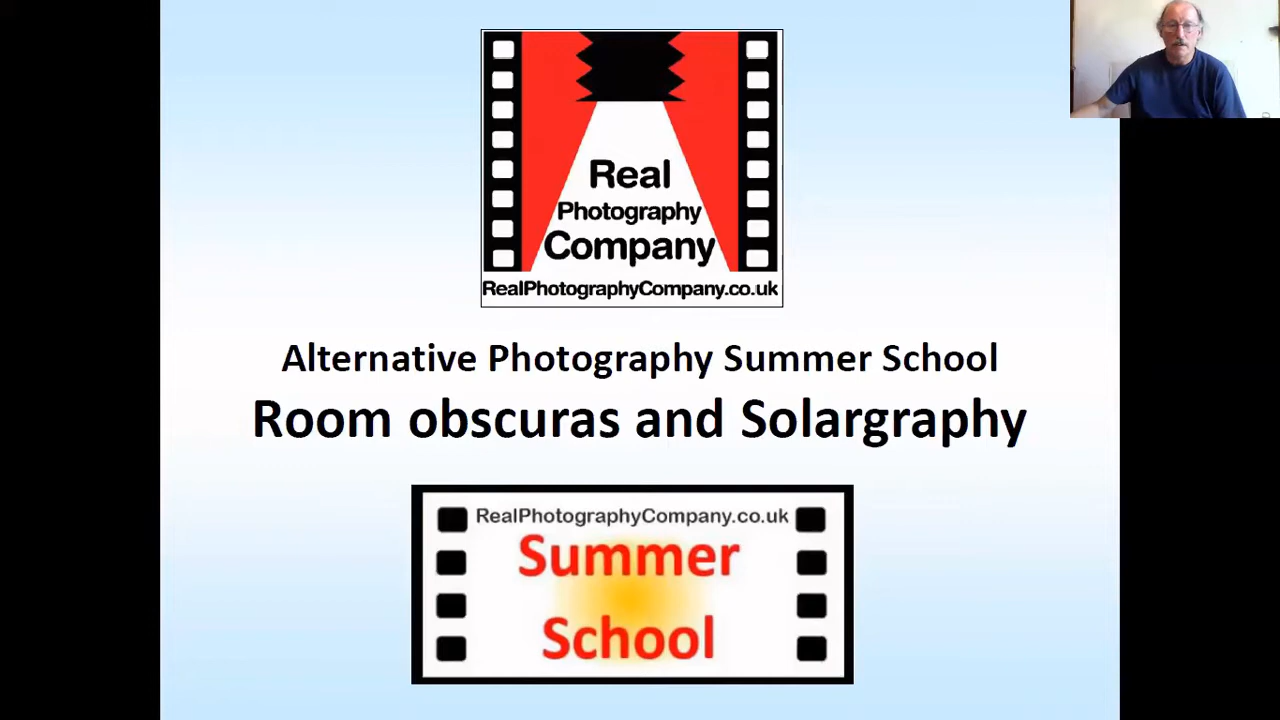 Real
Photography
Company
RealPhotographyCompany.co.uk
Alternative Photography Summer School
Room obscuras and Solargraphy
RealPhotographyCompany.co.uk
Summer
School